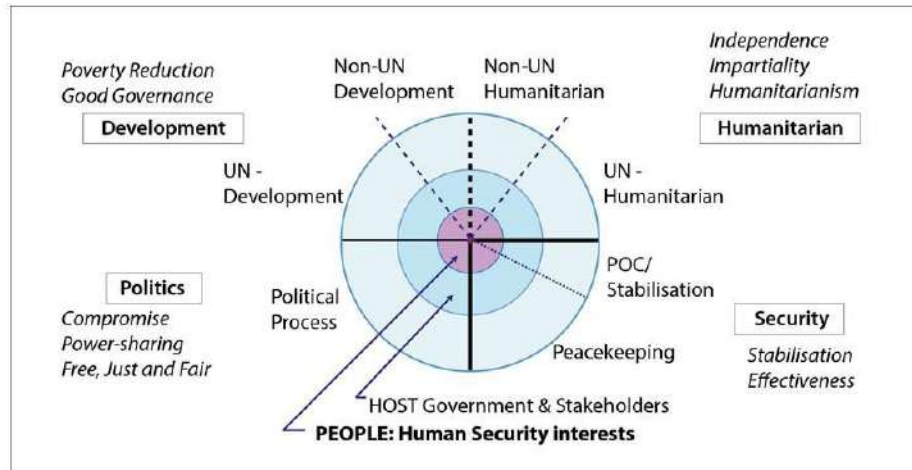 Poverty Reduction
Good Governance
Development
Non-UN
Development
Non-UN
Humanitarian
Independence
Impartiality
Humanitarianism
Humanitarian
UN -
Development
UN -
Humanitarian
Politics
Compromise
Power-sharing
Free, Just and Fair
Political
Process
POC/
Stabilisation
Peacekeeping
Security
Stabilisation
Effectiveness
HOST Government & Stakeholders
PEOPLE: Human Security interests